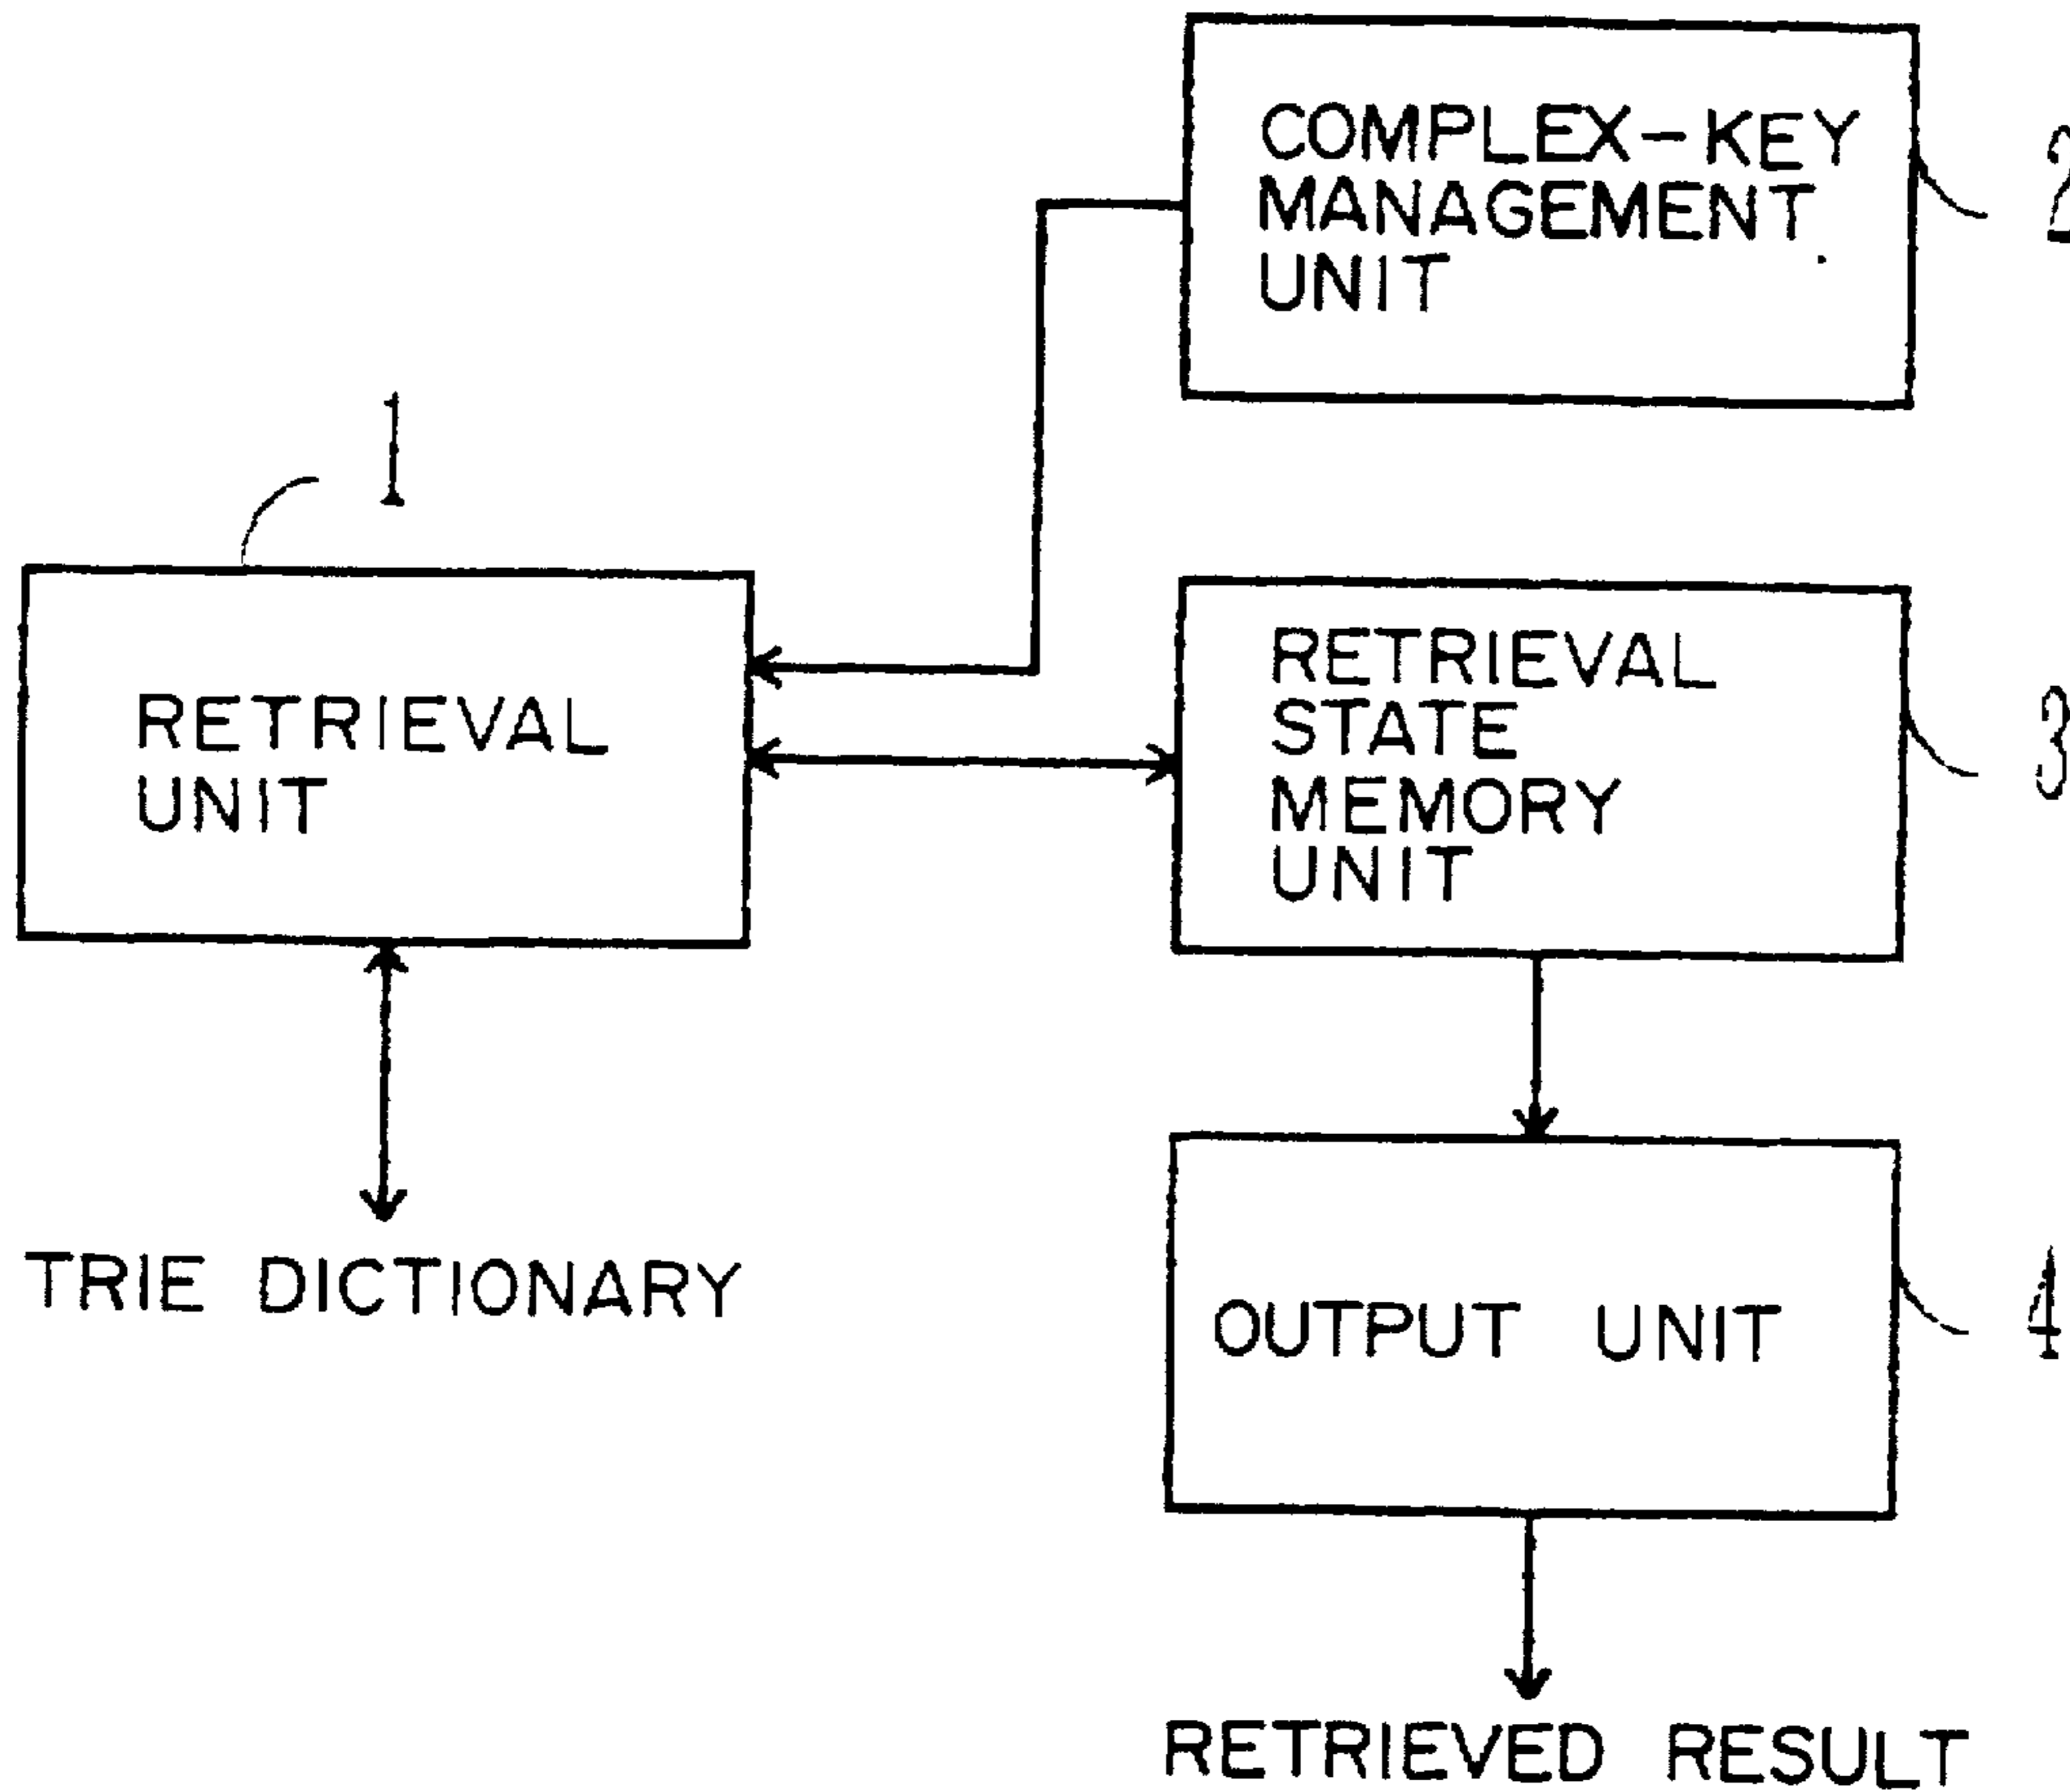 COMPLEX-KEY
MANAGEMENT
UNIT
2
1
RETRIEVAL
UNIT
RETRIEVAL
STATE
MEMORY
UNIT
3
TRIE DICTIONARY
OUTPUT UNIT
4
RETRIEVED RESULT